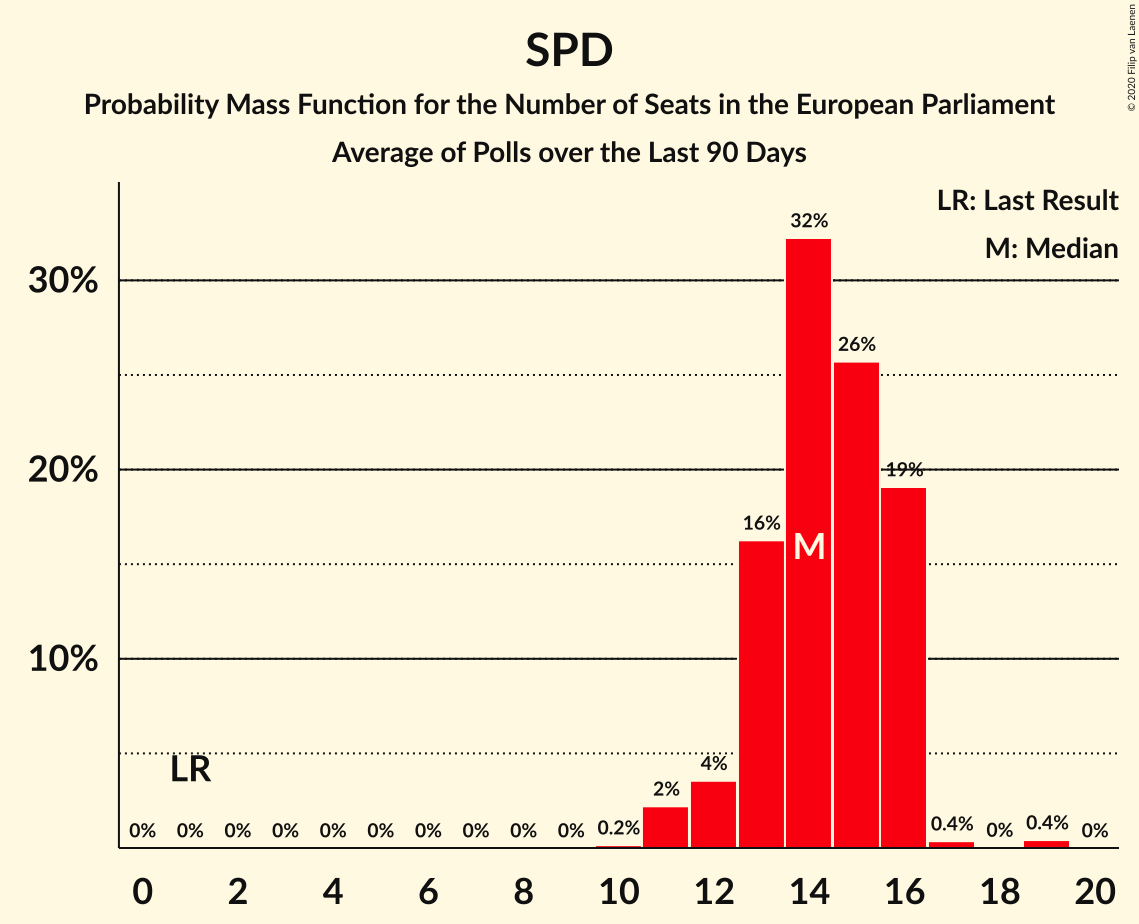 SPD
Probability Mass Function for the Number of Seats in the European Parliament
Average of Polls over the Last 90 Days
© 2020 Filip van Laenen
LR: Last Result
M: Median
30%
20%
10%
32%
26%
19%
16%
M
LR
4%
2%
0% 0% 0% 0% 0% 0% 0% 0% 0% 0% 0.2% 0.4% 0% 0.4% 0%
0 2 4 6 8 10 12 14 16 18 20